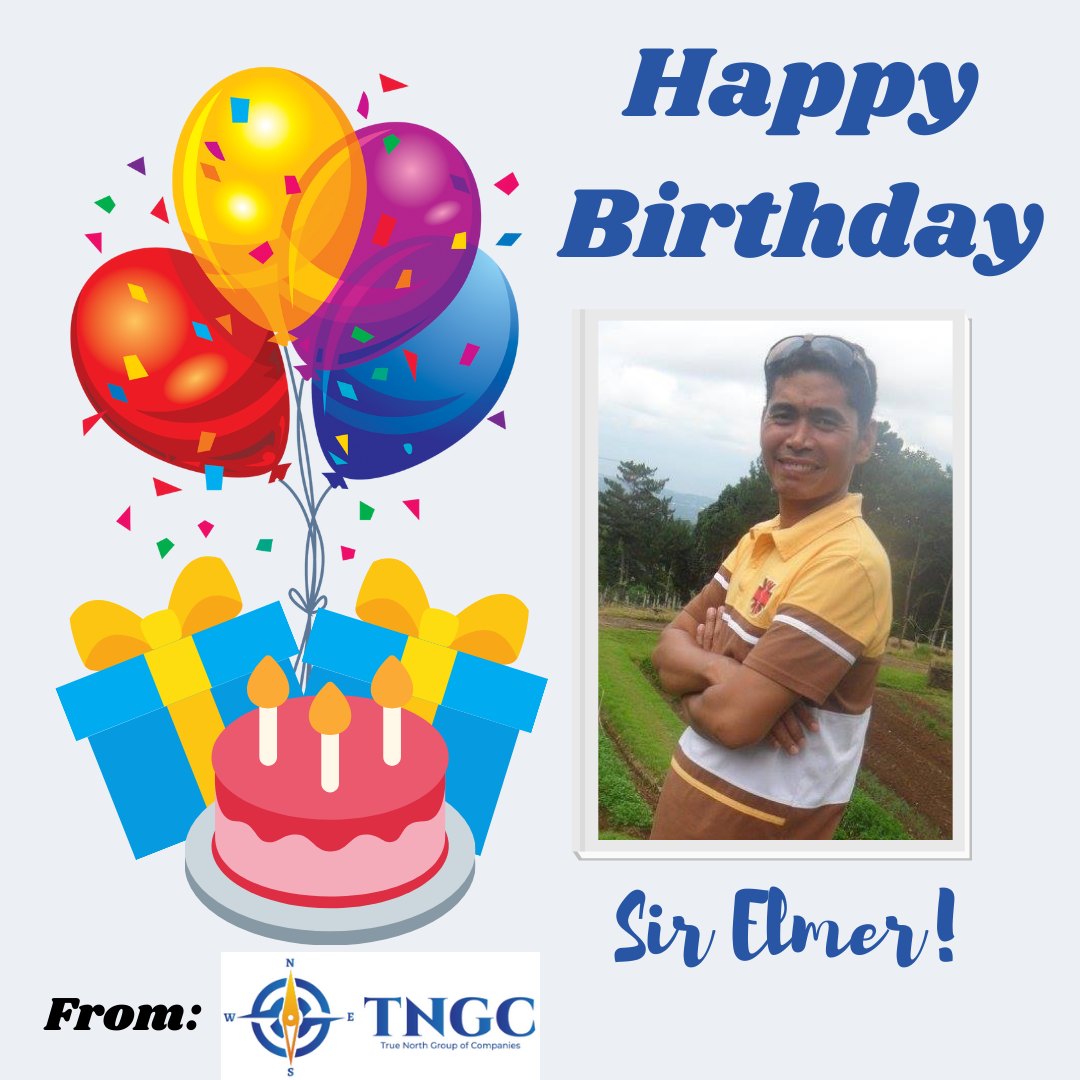 Happy
Birthday
Sir Elmer!
From:
N
W
E
S
TNGC
True North Group of Companies